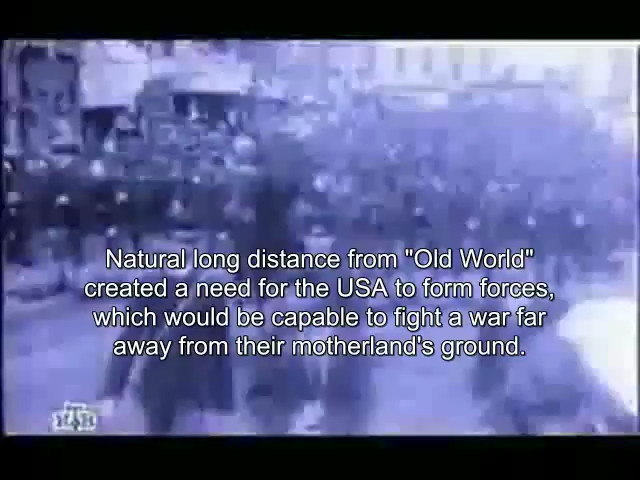 Natural long distance from "Old World"
created a need for the USA to form forces,
which would be capable to fight a war far
away from their motherland's ground.